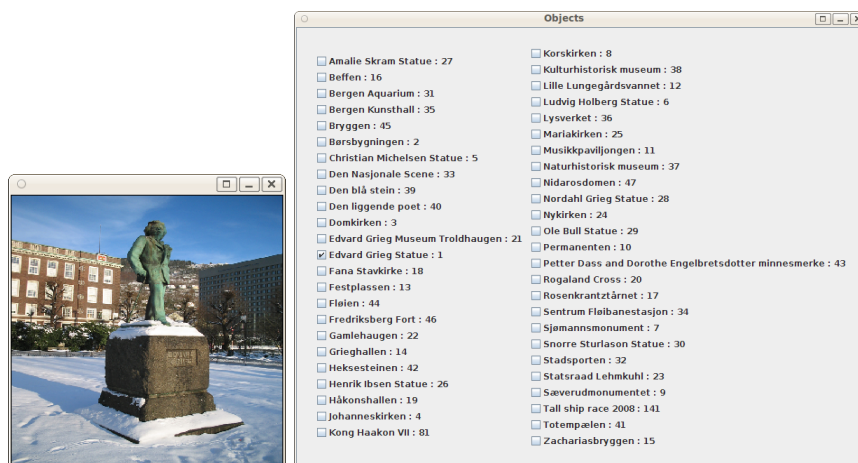 Objects
Amalie Skram Statue : 27
Beffen : 16
Bergen Aquarium : 31
Bergen Kunsthall : 35
Bryggen : 45
Børsbygningen : 2
Christian Michelsen Statue : 5
Den Nasjonale Scene : 33
Den blå stein : 39
Den liggende poet : 40
Domkirken : 3
Edvard Grieg Museum Troldhaugen : 21
Edvard Grieg Statue : 1
Fana Stavkirke : 18
Festplassen : 13
Fløien : 44
Fredriksberg Fort : 46
Gamlehaugen : 22
Grieghallen : 14
Heksesteinen : 42
Henrik Ibsen Statue : 26
Håkonshallen : 19
Johanneskirken : 4
Kong Haakon VII : 81
Korskirken : 8
Kulturhistorisk museum : 38
Lille Lungegårdsvannet : 12
Ludvig Holberg Statue : 6
Lysverket : 36
Mariakirken : 25
Musikkpaviljongen : 11
Naturhistorisk museum : 37
Nidarosdomen : 47
Nordahl Grieg Statue : 28
Nykirken : 24
Ole Bull Statue : 29
Permanenten : 10
Petter Dass and Dorothe Engelbretsdotter minnesmerke : 43
Rogaland Cross : 20
Rosenkrantztårnet : 17
Sentrum Fløibanestasjon : 34
Sjømannsmonument : 7
Snorre Sturlason Statue : 30
Stadsporten : 32
Statsraad Lehmkuhl : 23
Sæverudmonumentet : 9
Tall ship race 2008 : 141
Totempælen : 41
Zachariasbryggen : 15